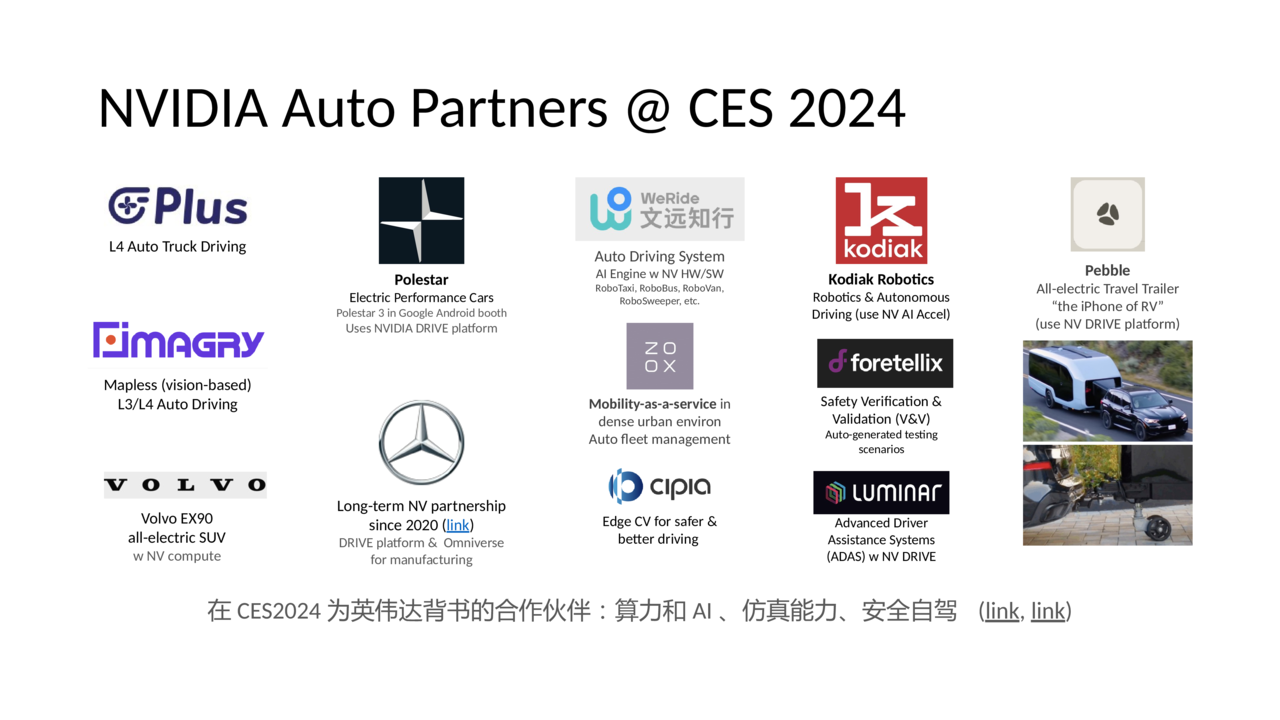 NVIDIA Auto Partners @ CES 2024
Plus
L4 Auto Truck Driving
imagry
Mapless (vision-based)
L3/L4 Auto Driving
VOLVO
Volvo EX90
all-electric SUV
w NV compute
Polestar
Electric Performance Cars
Polestar 3 in Google Android booth
Uses NVIDIA DRIVE platform
Long-term NV partnership
since 2020 (link)
DRIVE platform & Omniverse
for manufacturing
WeRide
文远知行
Auto Driving System
AI Engine w NV HW/SW
RoboTaxi, RoboBus, RoboVan,
RoboSweeper, etc.
ZO
OX
Mobility-as-a-service in
dense urban environ
Auto fleet management
cipia
Edge CV for safer &
better driving
kodiak
Kodiak Robotics
Robotics & Autonomous
Driving (use NV AI Accel)
foretellix
Safety Verification &
Validation (V&V)
Auto-generated testing
scenarios
LUMINAR
Advanced Driver
Assistance Systems
(ADAS) w NV DRIVE
Pebble
All-electric Travel Trailer
“the iPhone of RV”
(use NV DRIVE platform)
在 CES2024 为英伟达背书的合作伙伴：算力和 AI 、仿真能力、安全自驾 (link, link)